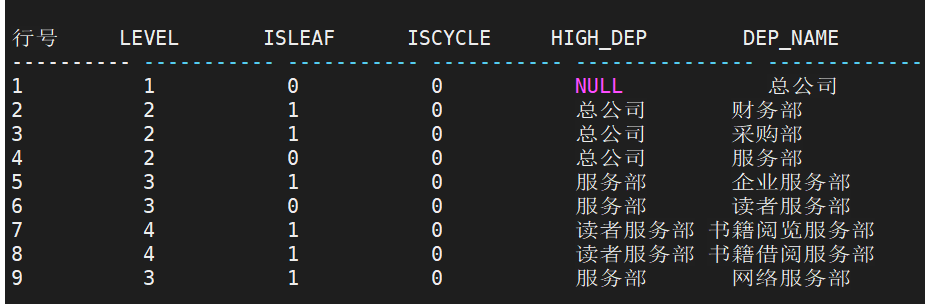 行号 LEVEL ISLEAF ISCYCLE HIGH_DEP DEP_NAME
---------- ----------- ----------- ----------- --------------- -------------
1 1 0 0 NULL 总公司
2 2 1 0 总公司 财务部
3 2 1 0 总公司 采购部
4 2 0 0 总公司 服务部
5 3 1 0 服务部 企业服务部
6 3 0 0 服务部 读者服务部
7 4 1 0 读者服务部 书籍阅览服务部
8 4 1 0 读者服务部 书籍借阅服务部
9 3 1 0 服务部 网络服务部